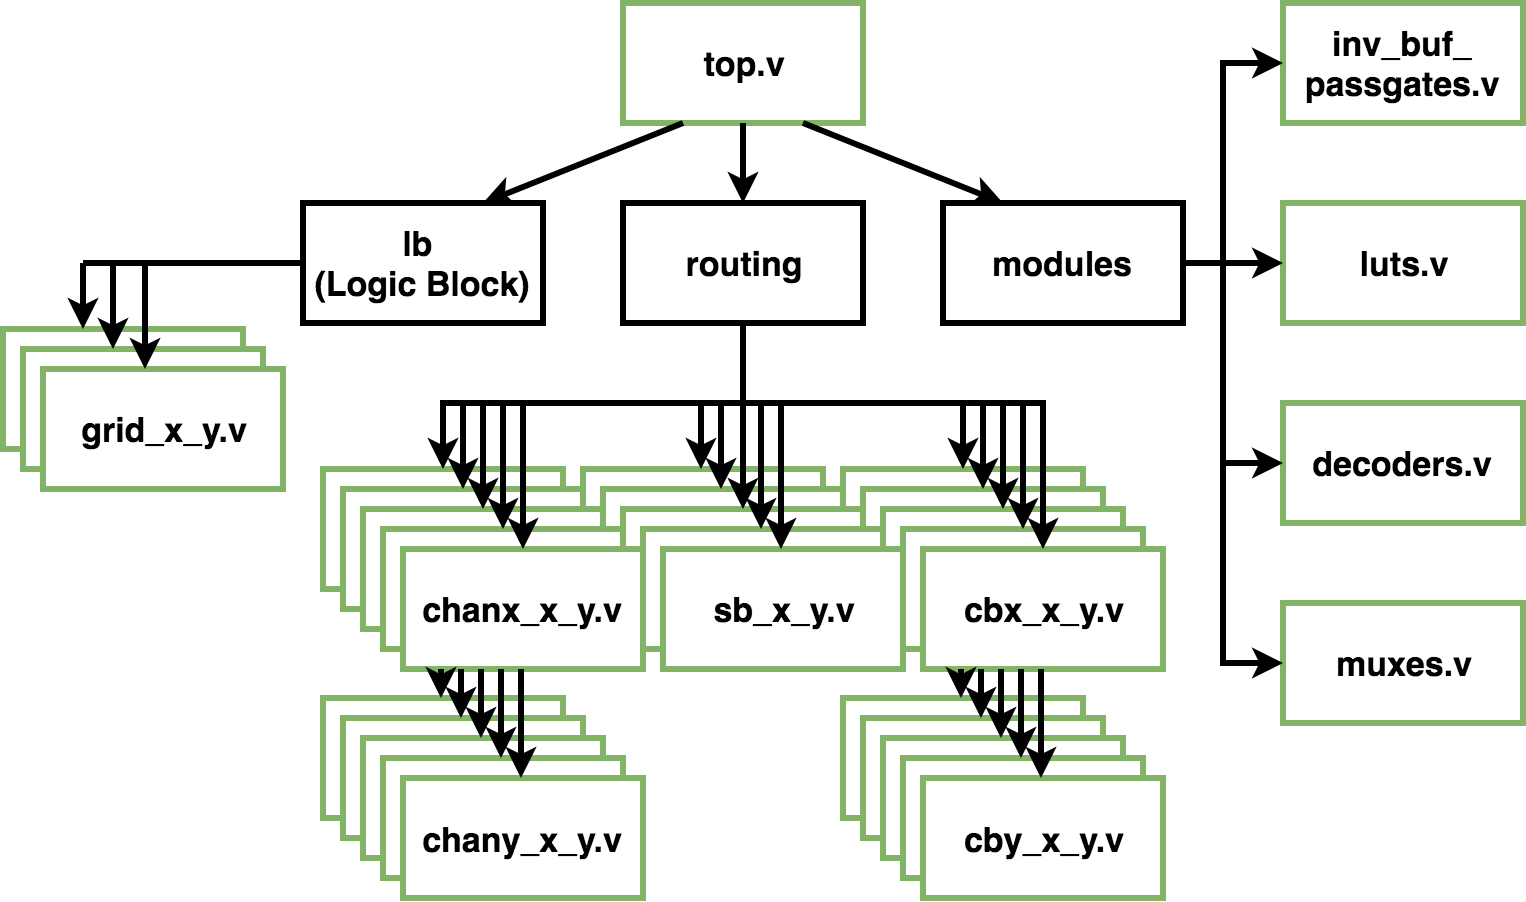 top.v
inv_buf_
passgates.v
lb
(Logic Block)
routing
modules
luts.v
grid_x_y.v
decoders.v
chanx_x_y.v
sb_x_y.v
cbx_x_y.v
muxes.v
chany_x_y.v
cby_x_y.v